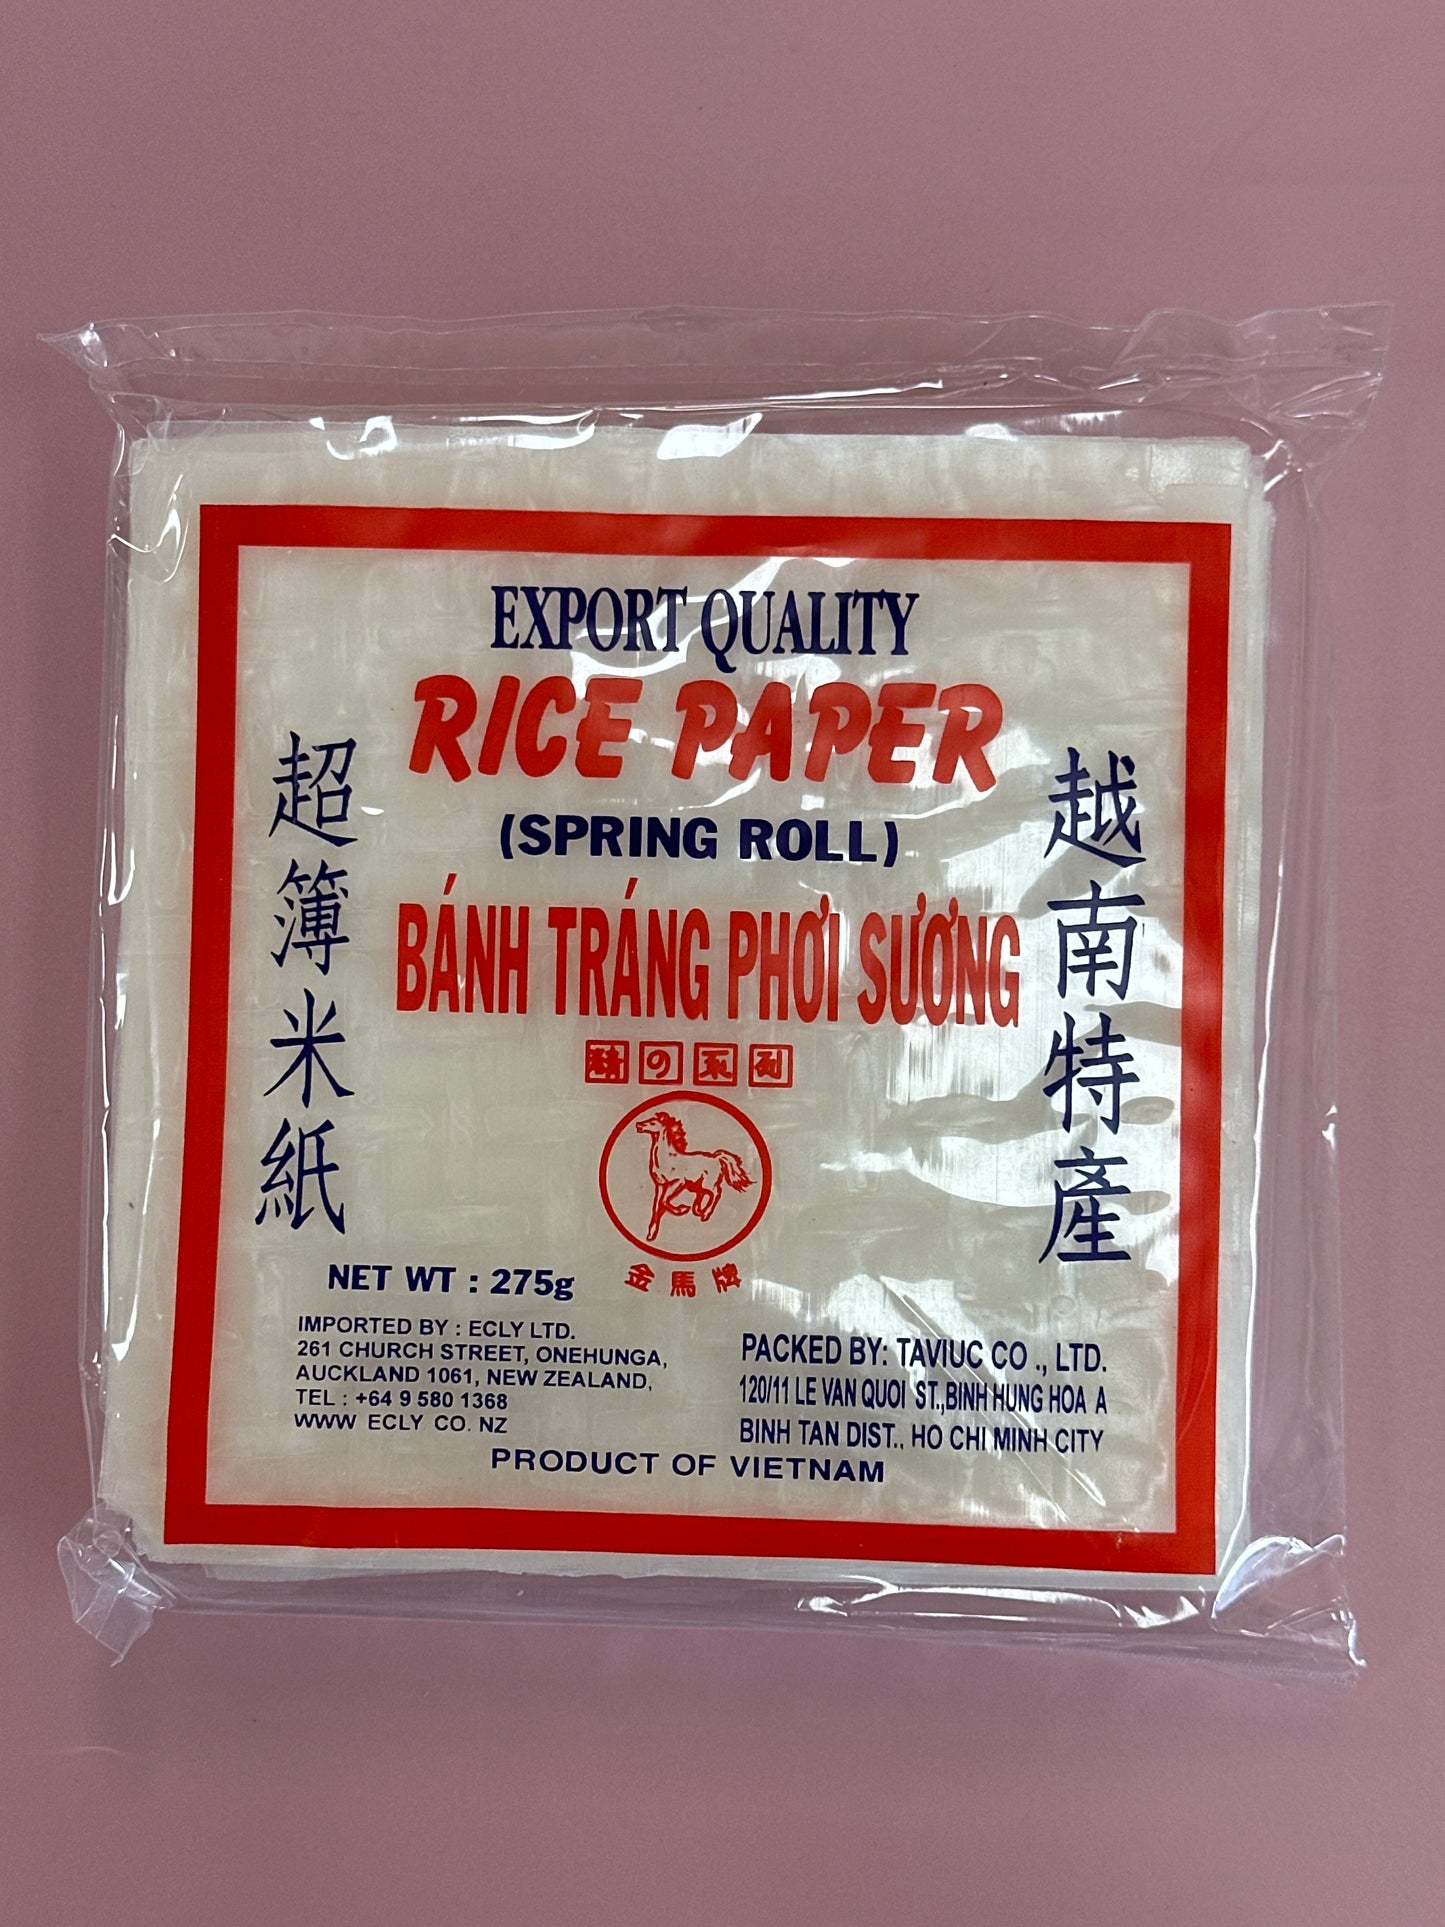 EXPORT QUALITY
RICE PAPER
(SPRING ROLL)
BÁNH TRÁNG PHƠI SƯƠNG
超簿米紙
越南特產
の系列
金馬牌
NET WT : 275g
IMPORTED BY : ECLY LTD.
261 CHURCH STREET, ONEHUNGA,
AUCKLAND 1061, NEW ZEALAND,
TEL : +64 9 580 1368
WWW ECLY CO. NZ
PACKED BY: TAVIUC CO ., LTD.
120/11 LE VAN QUOI ST.,BINH HUNG HOA A
BINH TAN DIST., HO CHI MINH CITY
PRODUCT OF VIETNAM